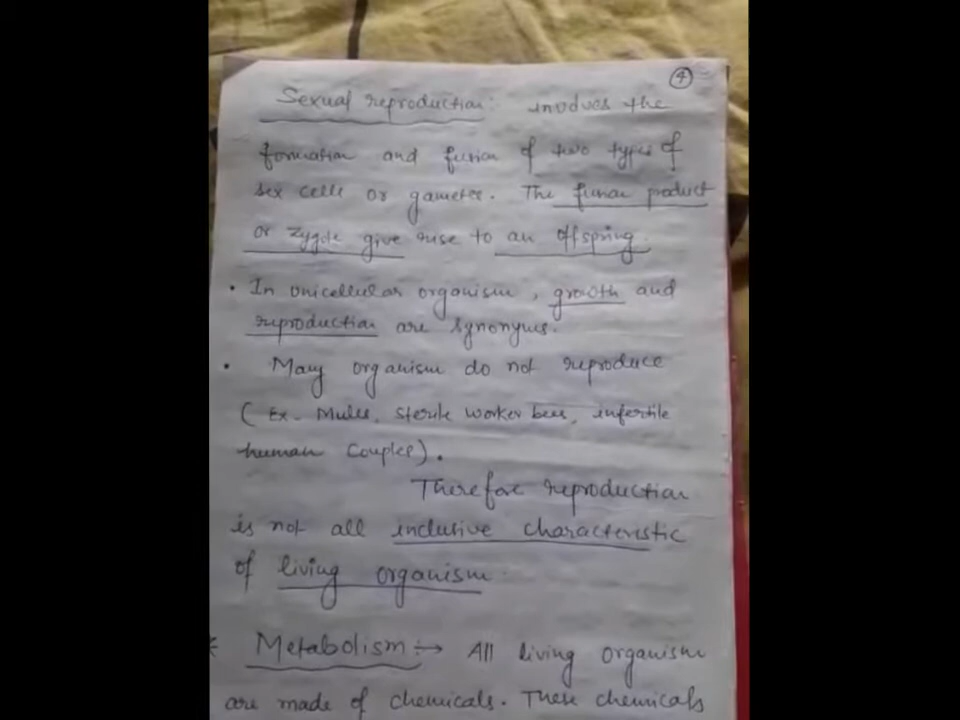 4
Sexual reproduction: involves the
formation and fusion of two types of
sex cells or gametes. The product
or zygote give rise to an offspring.
• In unicellular organism, growth and
reproduction are synonyms.
• Many organism do not reproduce
(Ex- Mules, sterile worker bees, infertile
human couples).
Therefore reproduction
is not all inclusive characteristic
of living organism.
* Metabolism :→ All living organism
are made of chemicals. These chemicals